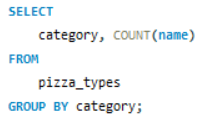 SELECT
    category, COUNT(name)
FROM
    pizza_types
GROUP BY category;